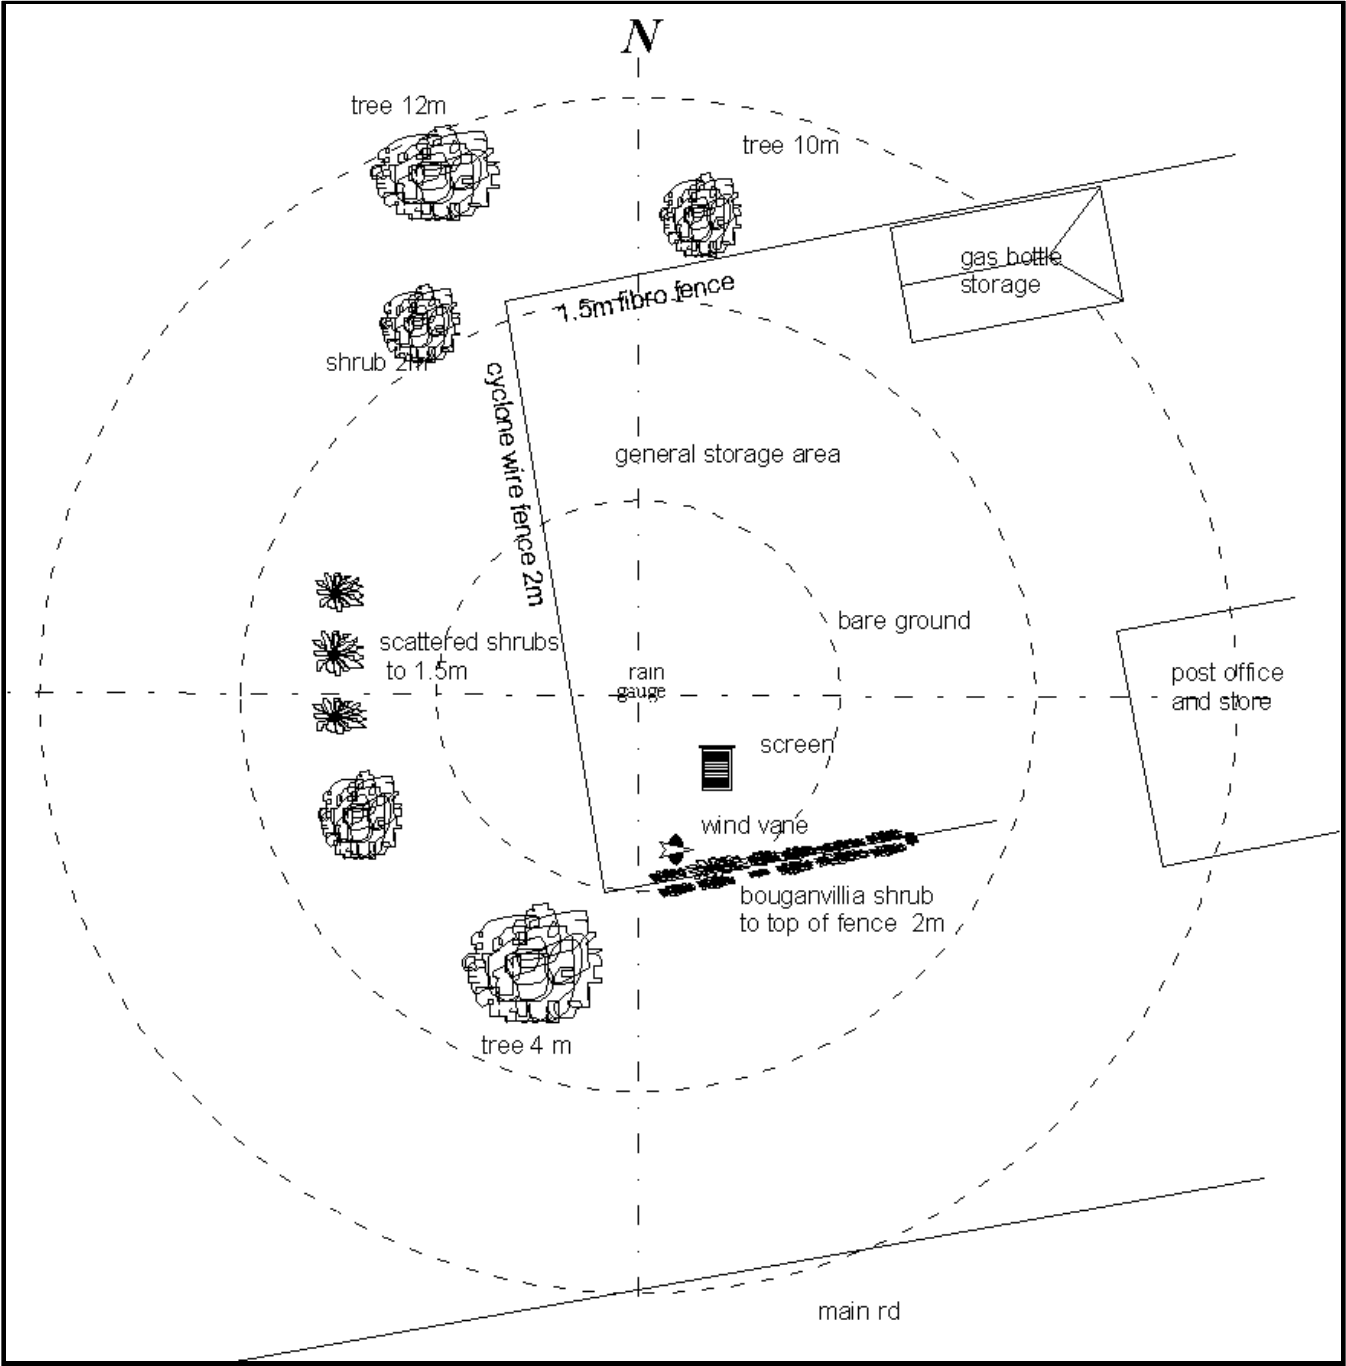 N
tree 12m
tree 10m
gas bottle
storage
1.5m fibro fence
shrub 2m
cyclone wire fence 2m
general storage area
bare ground
scattered shrubs
to 1.5m
rain
gauge
post office
and store
screen
wind vane
bouganvillia shrub
to top of fence 2m
tree 4 m
main rd